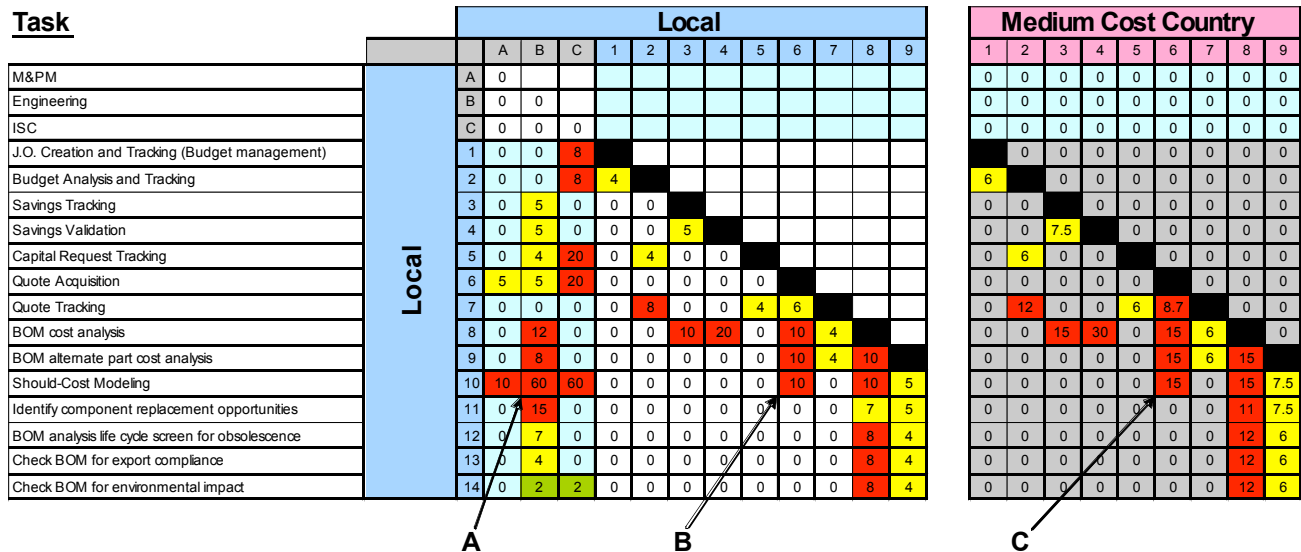 Task Local Medium Cost Country
A B C 1 2 3 4 5 6 7 8 9 1 2 3 4 5 6 7 8 9
M&PM A 0 0 0 0 0 0 0 0 0 0
Engineering B 0 0 0 0 0 0 0 0 0 0 0
ISC C 0 0 0 0 0 0 0 0 0 0 0 0
J.O. Creation and Tracking (Budget management) 1 0 0 8 0 0 0 0 0 0 0 0
Budget Analysis and Tracking 2 0 0 8 4 6 0 0 0 0 0 0 0
Savings Tracking 3 0 5 0 0 0 0 0 0 0 0 0 0 0
Savings Validation 4 0 5 0 0 0 5 0 0 7.5 0 0 0 0 0
Capital Request Tracking 5 0 4 20 0 4 0 0 0 6 0 0 0 0 0 0
Quote Acquisition 6 5 5 20 0 0 0 0 0 0 0 0 0 0 0 0 0
Quote Tracking 7 0 0 0 0 8 0 0 4 6 0 12 0 0 6 8.7 0 0
BOM cost analysis 8 0 12 0 0 0 10 20 0 10 4 0 0 15 30 0 15 6 0
BOM alternate part cost analysis 9 0 8 0 0 0 0 0 0 10 4 10 0 0 0 0 0 15 6 15
Should-Cost Modeling 10 10 60 60 0 0 0 0 0 10 0 10 5 0 0 0 0 0 15 0 15 7.5
Identify component replacement opportunities 11 0 15 0 0 0 0 0 0 0 0 7 5 0 0 0 0 0 0 0 11 7.5
BOM analysis life cycle screen for obsolescence 12 0 7 0 0 0 0 0 0 0 0 8 4 0 0 0 0 0 0 0 12 6
Check BOM for export compliance 13 0 4 0 0 0 0 0 0 0 0 8 4 0 0 0 0 0 0 0 12 6
Check BOM for environmental impact 14 0 2 2 0 0 0 0 0 0 0 8 4 0 0 0 0 0 0 0 12 6
Local
A B C